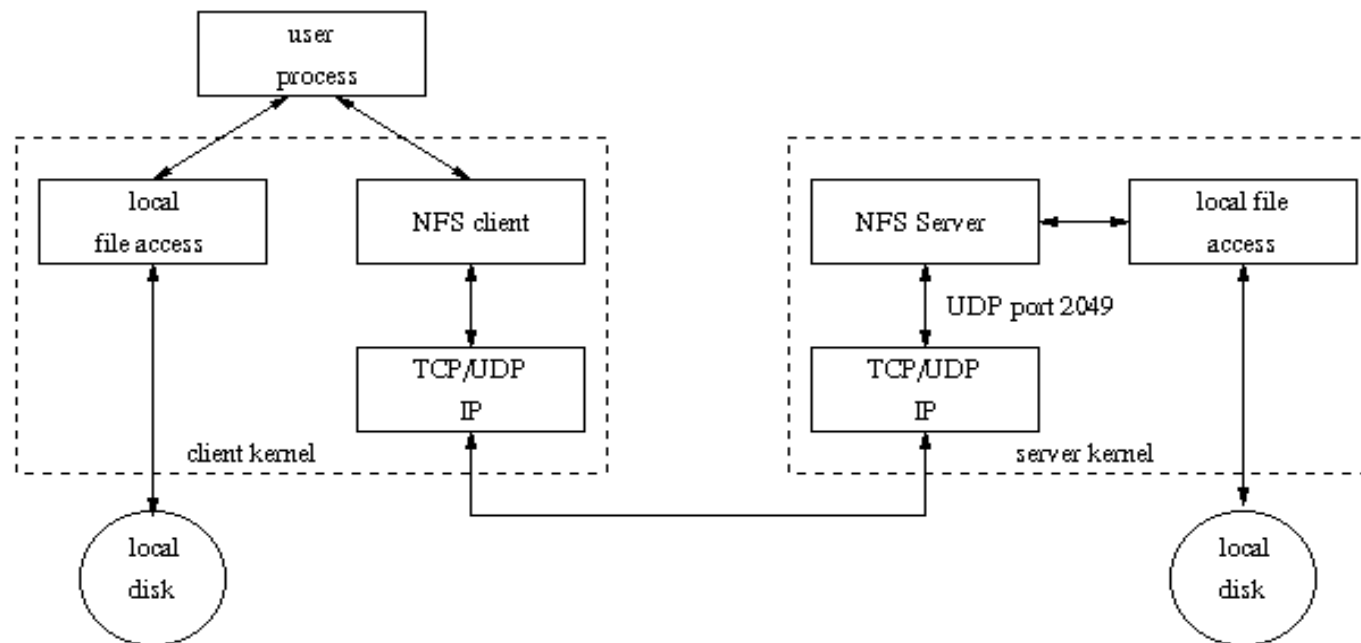 user
process
local
file access
NFS client
NFS Server
local file
access
UDP port 2049
TCP/UDP
IP
TCP/UDP
IP
client kernel
server kernel
local
disk
local
disk